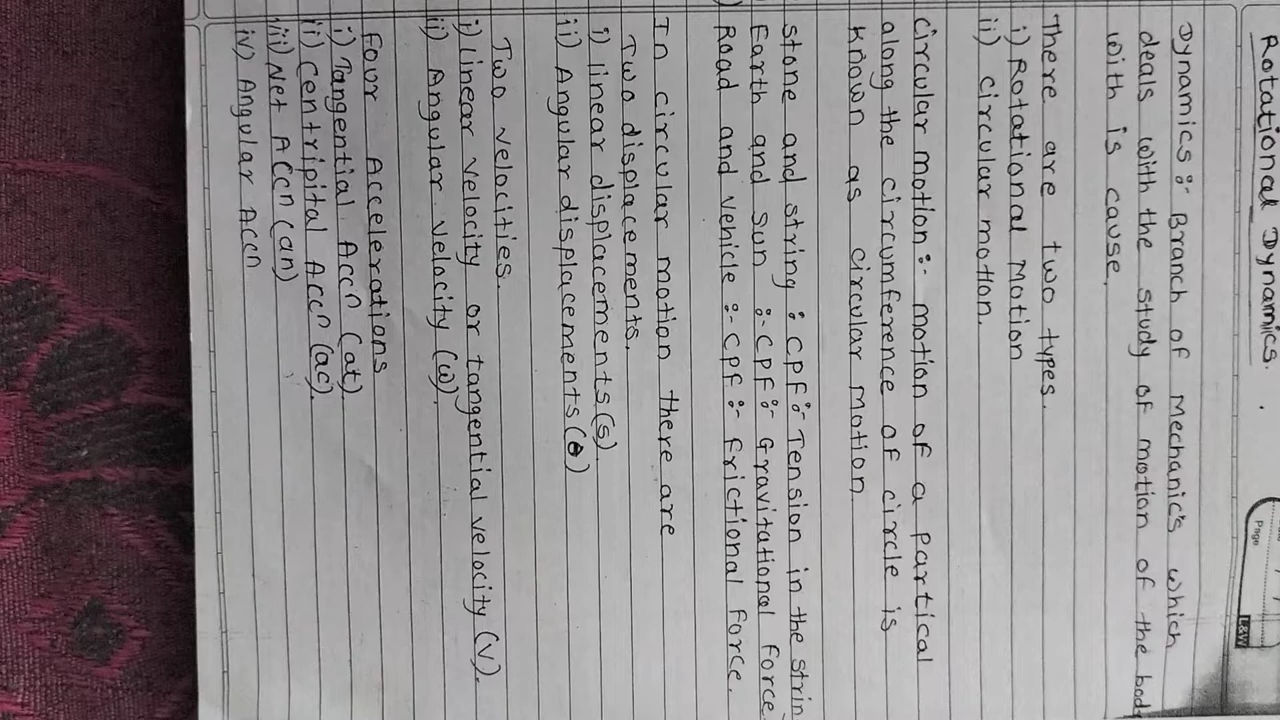 Rotational Dynamics.
Page
L&W
Dynamics :- Branch of Mechanic's which
deals with the study of motion of the body
with is cause.
There are two types.
i) Rotational Motion
ii) circular motion.
circular motion :- motion of a partical
along the circumference of circle is
known as circular motion.
Stone and string : CPF :- Tension in the strin
Earth and Sun :- CPF :- Gravitational force
Road and vehicle :- CPF :- frictional force.
In circular motion there are
Two displacements.
i) linear displacements (s)
ii) Angular displacements (θ)
Two velocities.
i) linear velocity or tangential velocity (v).
ii) Angular velocity (ω)
four Accelerations
i) Tangential Accn (at)
ii) centripital Accn (ac).
iii) Net Accn (an)
iv) Angular Accn